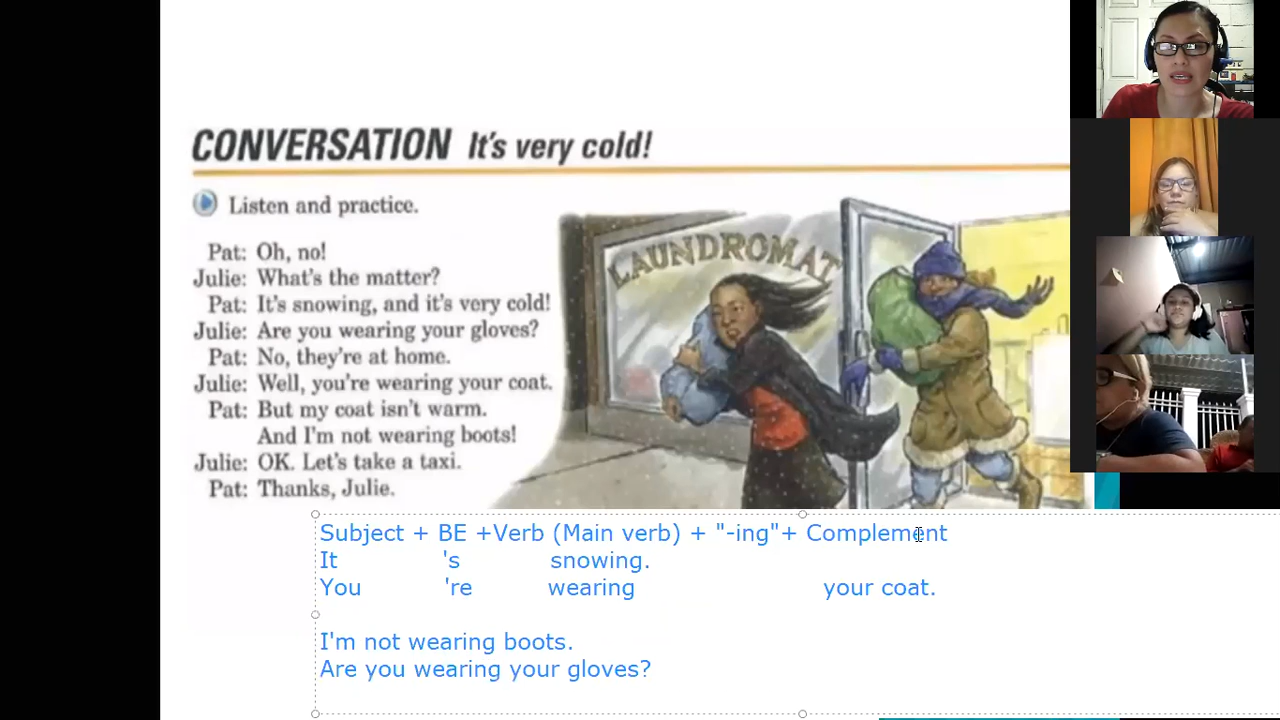 CONVERSATION It's very cold!
Listen and practice.
Pat: Oh, no!
Julie: What's the matter?
Pat: It's snowing, and it's very cold!
Julie: Are you wearing your gloves?
Pat: No, they're at home.
Julie: Well, you're wearing your coat.
Pat: But my coat isn't warm.
And I'm not wearing boots!
Julie: OK. Let's take a taxi.
Pat: Thanks, Julie.
LAUNDROMAT
Subject + BE +Verb (Main verb) + "-ing"+ Complement
It 's snowing.
You 're wearing your coat.
I'm not wearing boots.
Are you wearing your gloves?